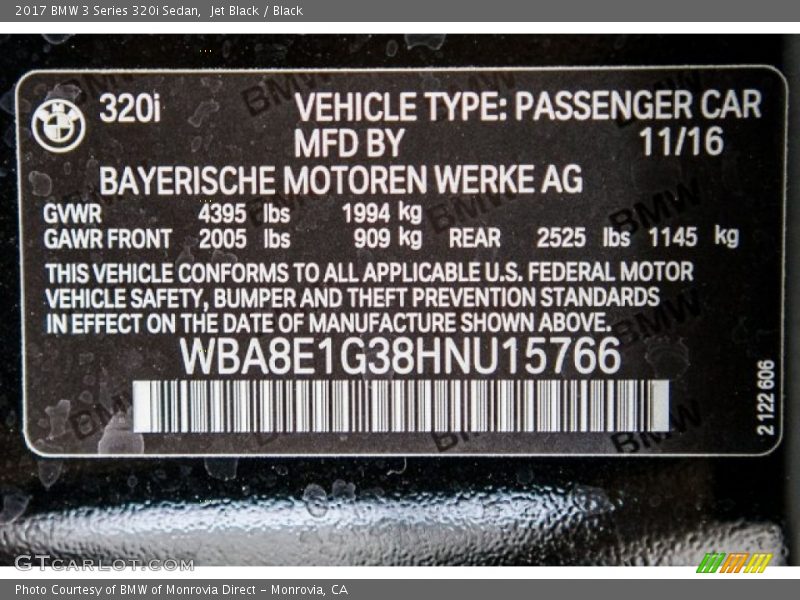 2017 BMW 3 Series 320i Sedan, Jet Black / Black
320i VEHICLE TYPE: PASSENGER CAR
MFD BY 11/16
BAYERISCHE MOTOREN WERKE AG
GVWR 4395 lbs 1994 kg
GAWR FRONT 2005 lbs 909 kg REAR 2525 lbs 1145 kg
THIS VEHICLE CONFORMS TO ALL APPLICABLE U.S. FEDERAL MOTOR
VEHICLE SAFETY, BUMPER AND THEFT PREVENTION STANDARDS
IN EFFECT ON THE DATE OF MANUFACTURE SHOWN ABOVE.
WBA8E1G38HNU15766
2 122 606
GTCARLOT.COM
Photo Courtesy of BMW of Monrovia Direct - Monrovia, CA